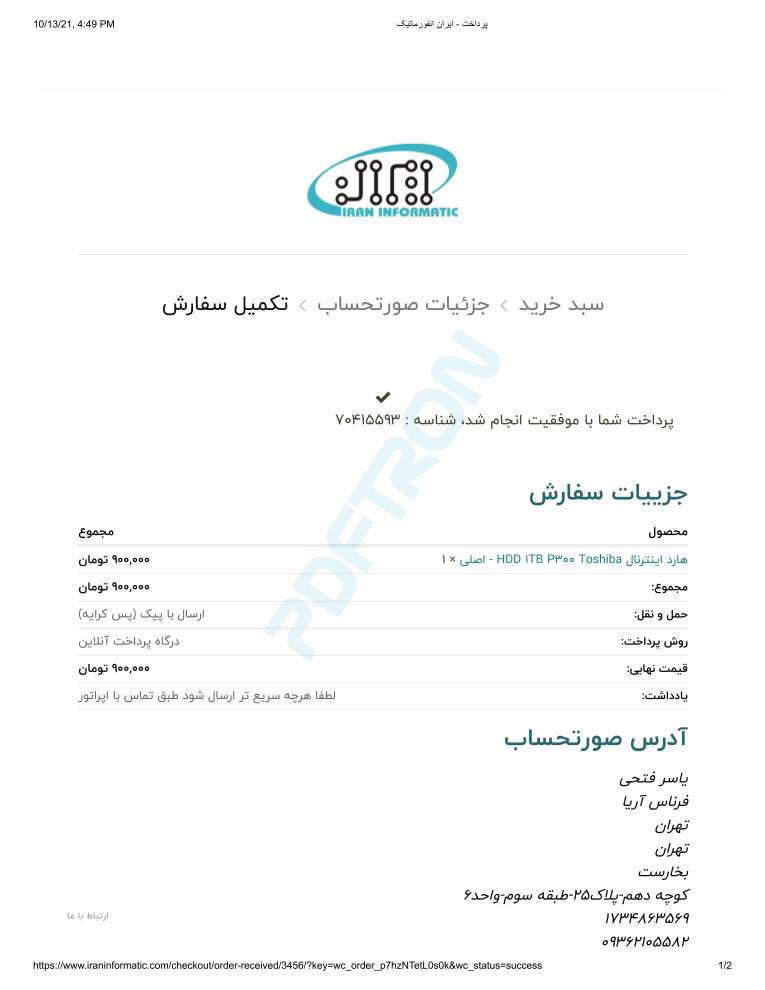 10/13/21, 4:49 PM
پرداخت - ایران انفورماتیک
IRAN INFORMATIC
سبد خرید › جزئیات صورتحساب › تکمیل سفارش
پرداخت شما با موفقیت انجام شد، شناسه : ۷۰۴۱۵۵۹۳
PDFTRON
جزییات سفارش
محصول مجموع
هارد اینترنال HDD ۱TB P۳۰۰ Toshiba - اصلی × ۱ ۹۰۰,۰۰۰ تومان
مجموع: ۹۰۰,۰۰۰ تومان
حمل و نقل: ارسال با پیک (پس کرایه)
روش پرداخت: درگاه پرداخت آنلاین
قیمت نهایی: ۹۰۰,۰۰۰ تومان
یادداشت: لطفا هرچه سریع تر ارسال شود طبق تماس با اپراتور
آدرس صورتحساب
یاسر فتحی
فرناس آریا
تهران
تهران
بخارست
کوچه دهم-پلاک۲۵-طبقه سوم-واحد۶
۱۷۳۴۸۶۳۵۶۹
۰۹۳۶۲۱۰۵۵۸۲
ارتباط با ما
https://www.iraninformatic.com/checkout/order-received/3456/?key=wc_order_p7hzNTetL0s0k&wc_status=success 1/2